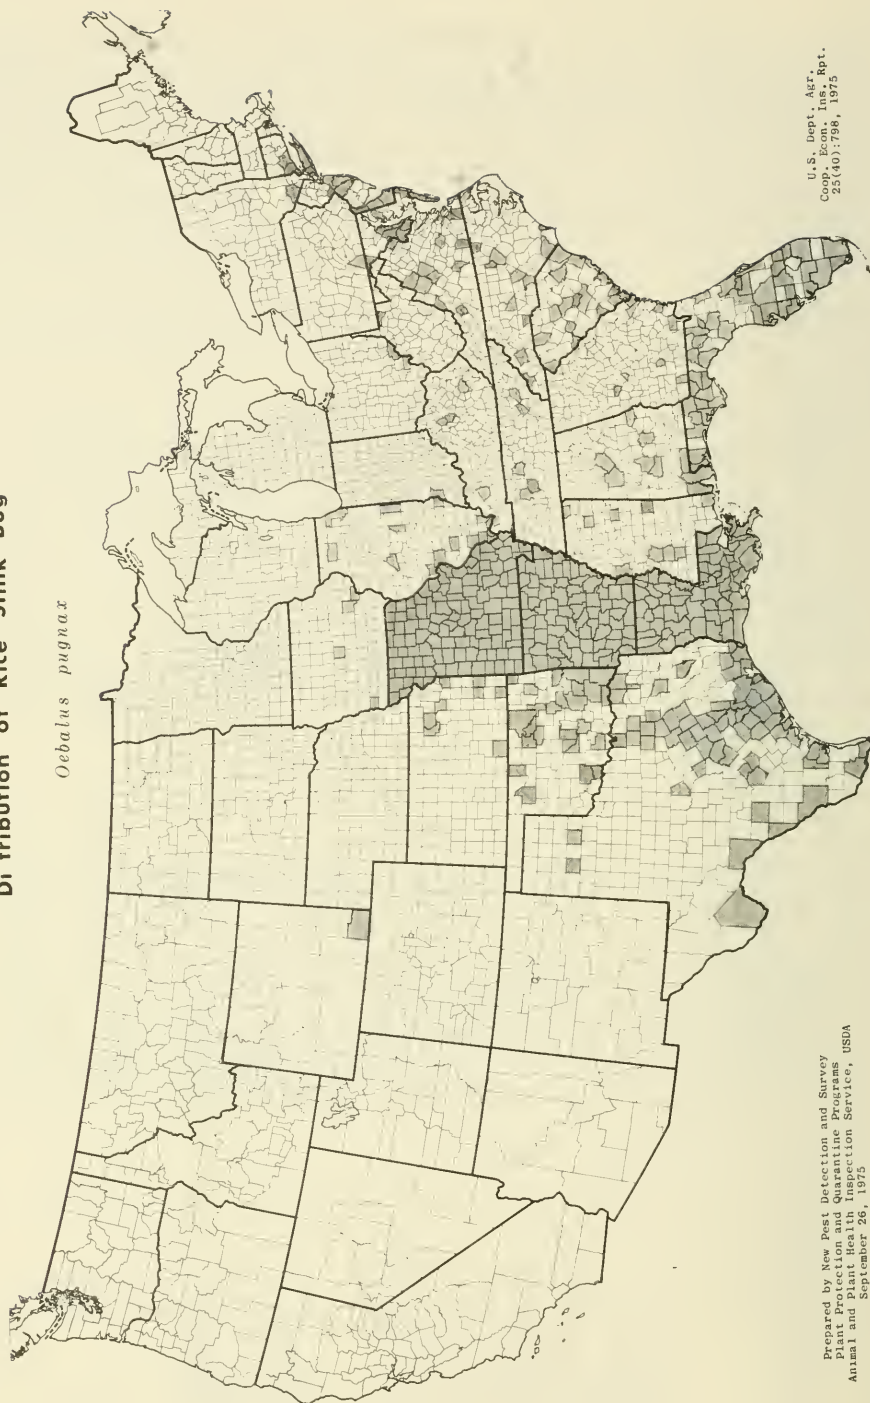 Distribution of Rice Stink Bug
Oebalus pugnax
U.S. Dept. Agr.
Coop. Econ. Ins. Rpt.
25(40):798, 1975
Prepared by New Pest Detection and Survey
Plant Protection and Quarantine Programs
Animal and Plant Health Inspection Service, USDA
September 26, 1975